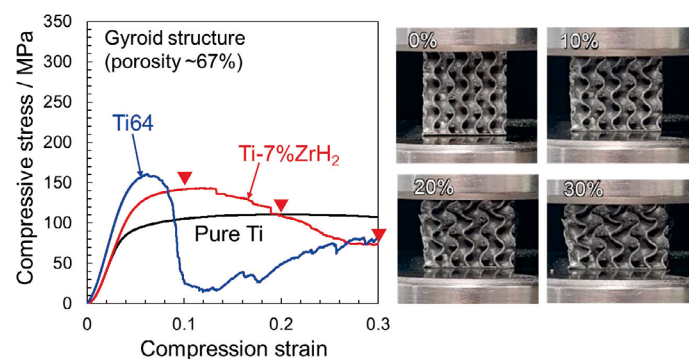 350
300
250
200
150
100
50
0
0
0.1
0.2
0.3
Compressive stress / MPa
Compression strain
Gyroid structure
(porosity ~67%)
Ti64
Ti-7%ZrH₂
Pure Ti
0%
10%
20%
30%